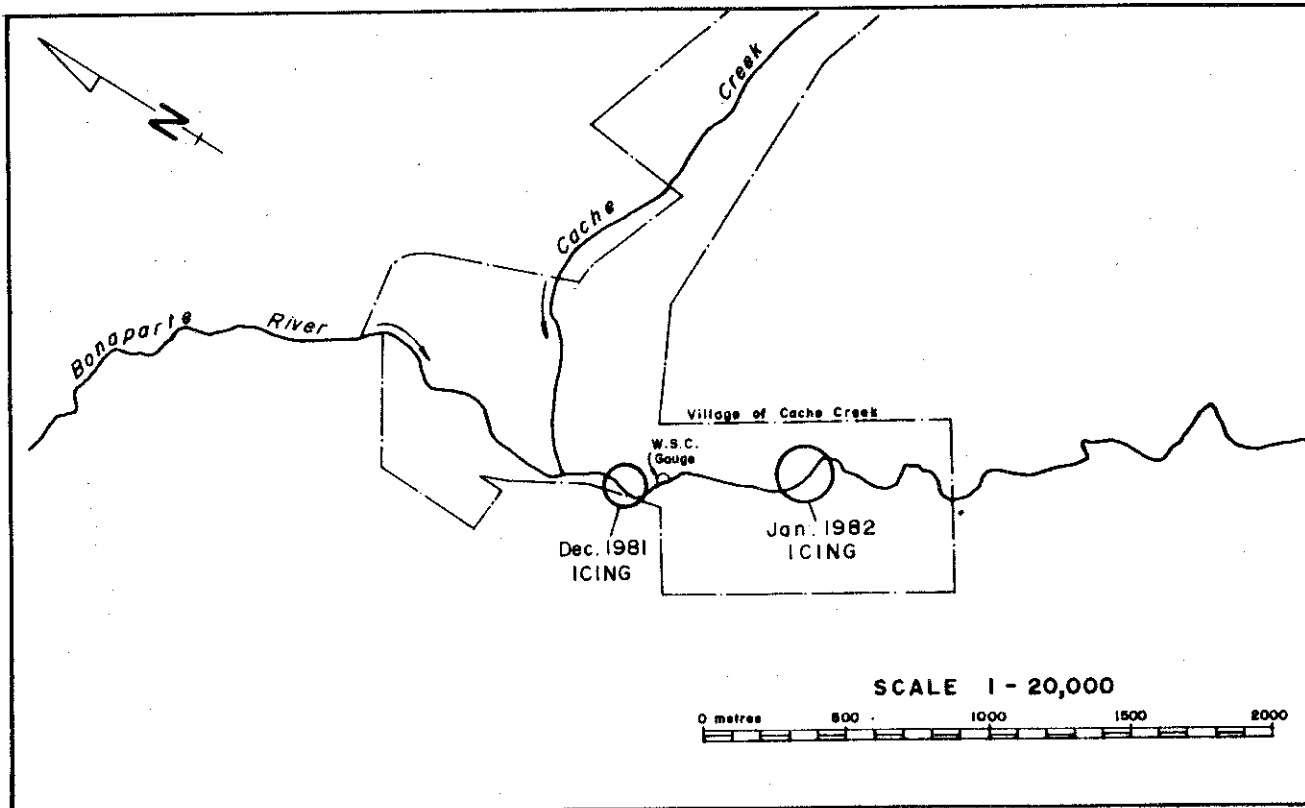 N
Creek
Cache
Bonaparte River
Village of Cache Creek
W.S.C.
Gauge
Dec. 1981
ICING
Jan. 1982
ICING
SCALE 1 - 20,000
0 metres 500 1000 1500 2000